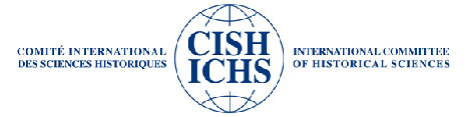 COMITÉ INTERNATIONAL
DES SCIENCES HISTORIQUES
CISH
ICHS
INTERNATIONAL COMMITTEE
OF HISTORICAL SCIENCES